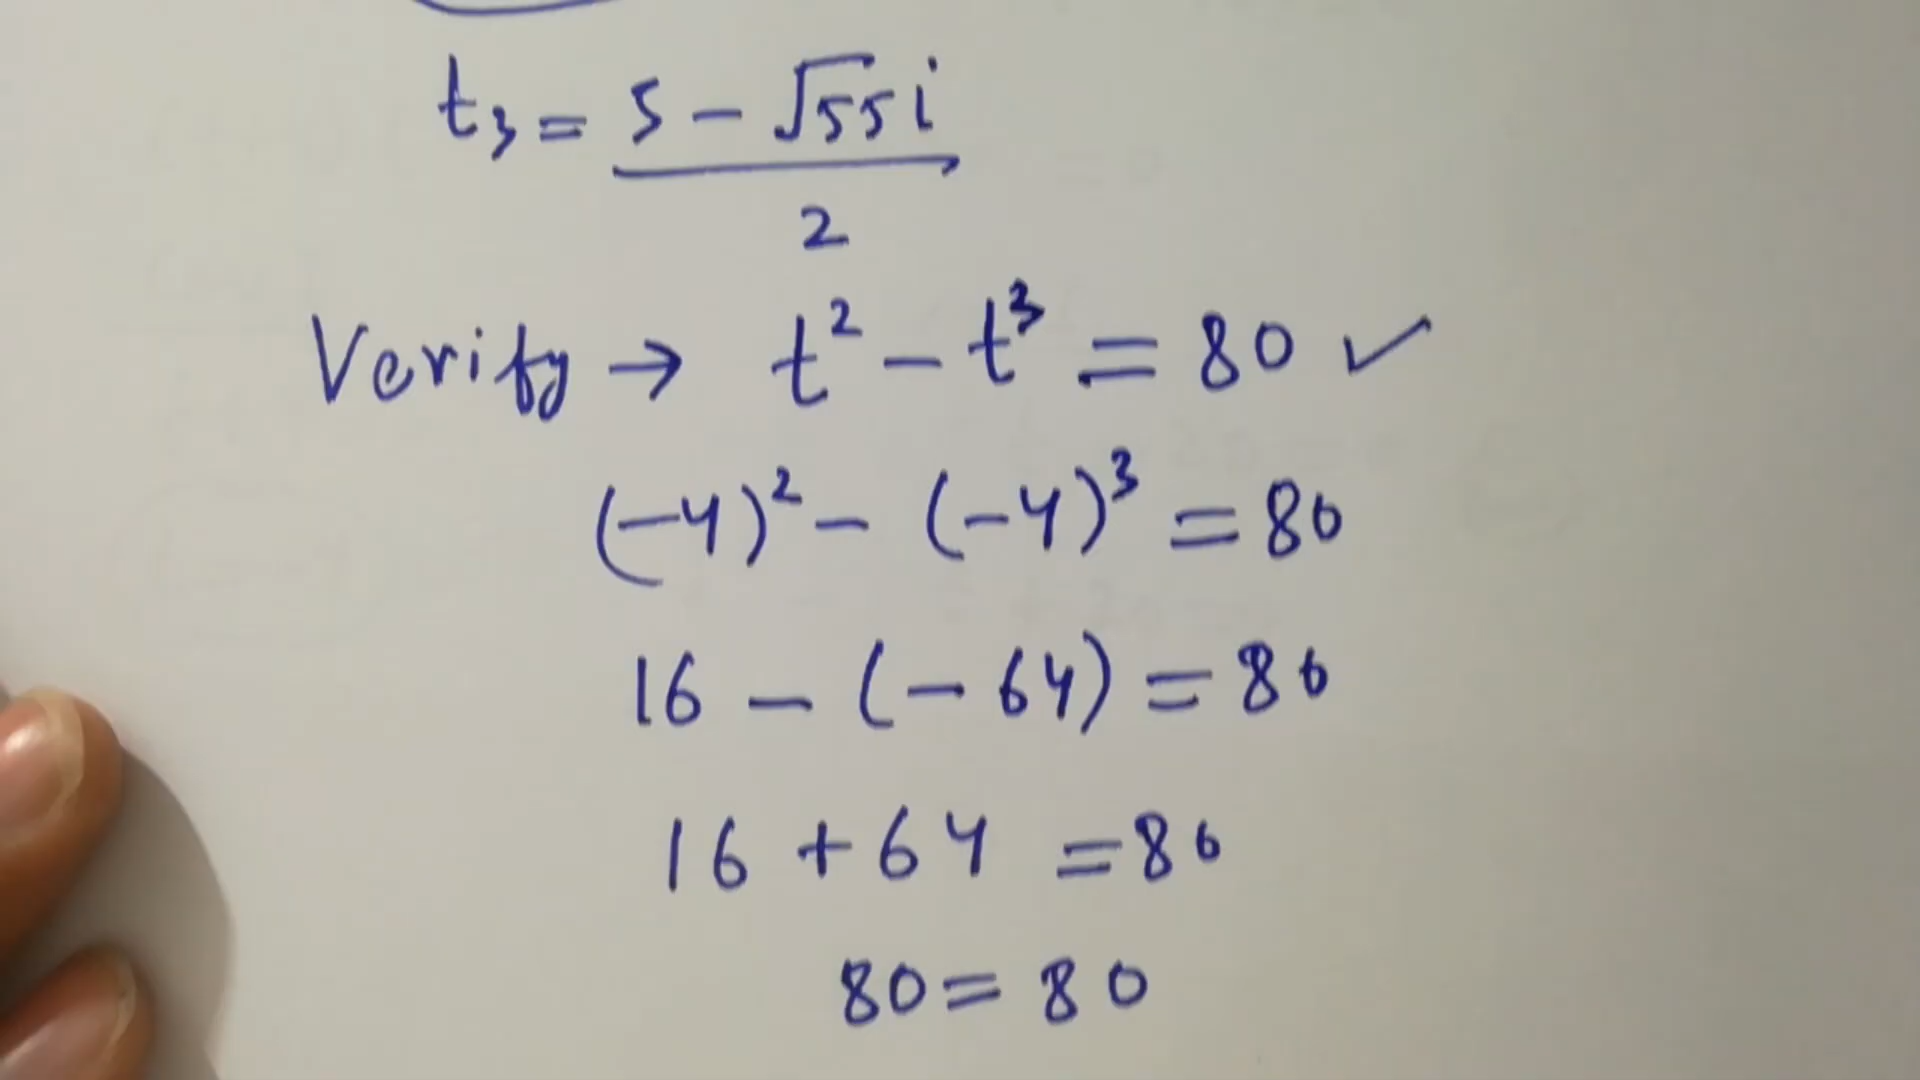 t₃ = 5 - √55 i
2
Verify → t² - t³ = 80 ✓
(-4)² - (-4)³ = 80
16 - (-64) = 80
16 + 64 = 80
80 = 80